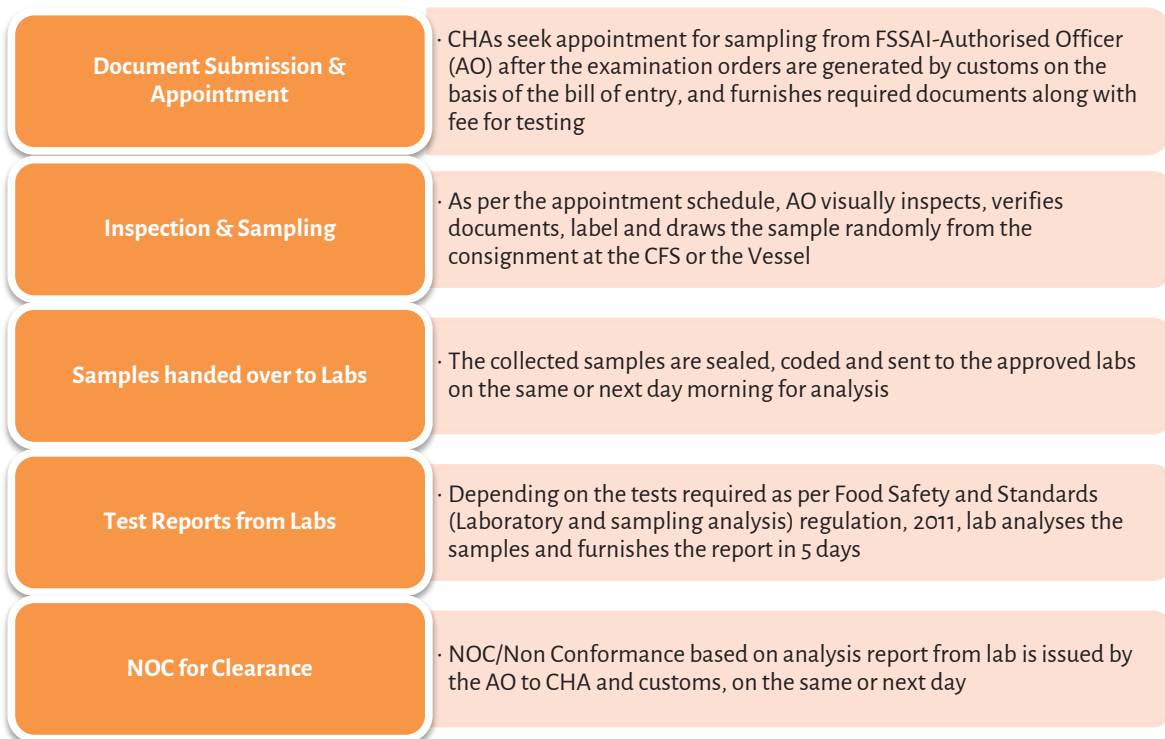 Document Submission &
Appointment
· CHAs seek appointment for sampling from FSSAI-Authorised Officer
(AO) after the examination orders are generated by customs on the
basis of the bill of entry, and furnishes required documents along with
fee for testing
Inspection & Sampling
· As per the appointment schedule, AO visually inspects, verifies
documents, label and draws the sample randomly from the
consignment at the CFS or the Vessel
Samples handed over to Labs
· The collected samples are sealed, coded and sent to the approved labs
on the same or next day morning for analysis
Test Reports from Labs
· Depending on the tests required as per Food Safety and Standards
(Laboratory and sampling analysis) regulation, 2011, lab analyses the
samples and furnishes the report in 5 days
NOC for Clearance
· NOC/Non Conformance based on analysis report from lab is issued by
the AO to CHA and customs, on the same or next day